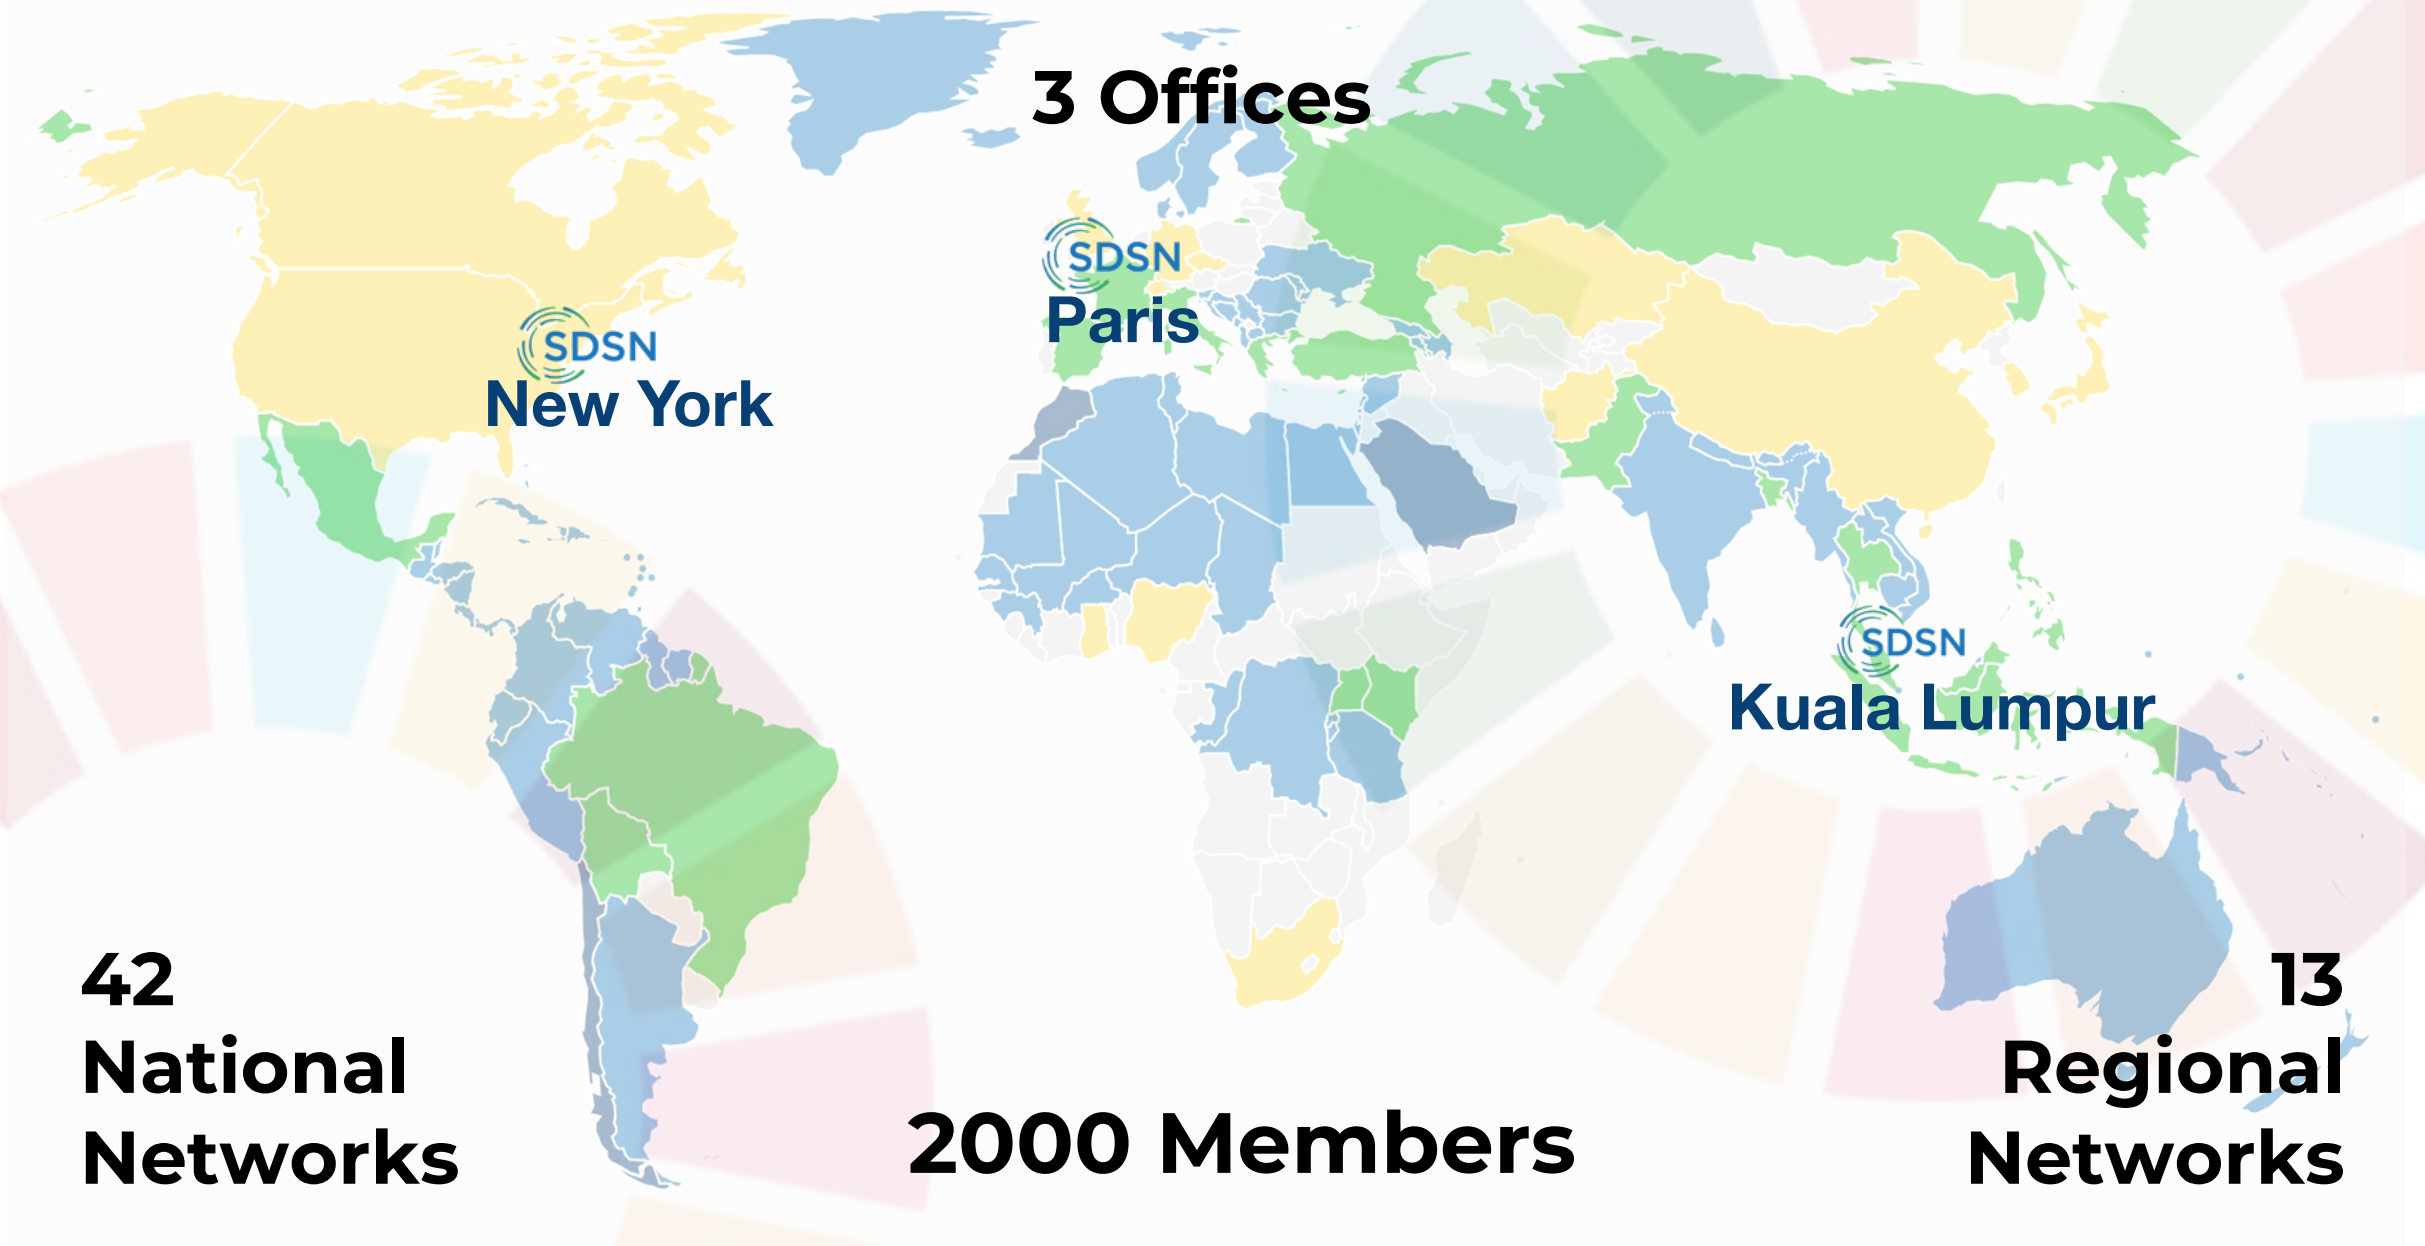 3 Offices
SDSN
Paris
SDSN
New York
SDSN
Kuala Lumpur
42
National
Networks
2000 Members
13
Regional
Networks